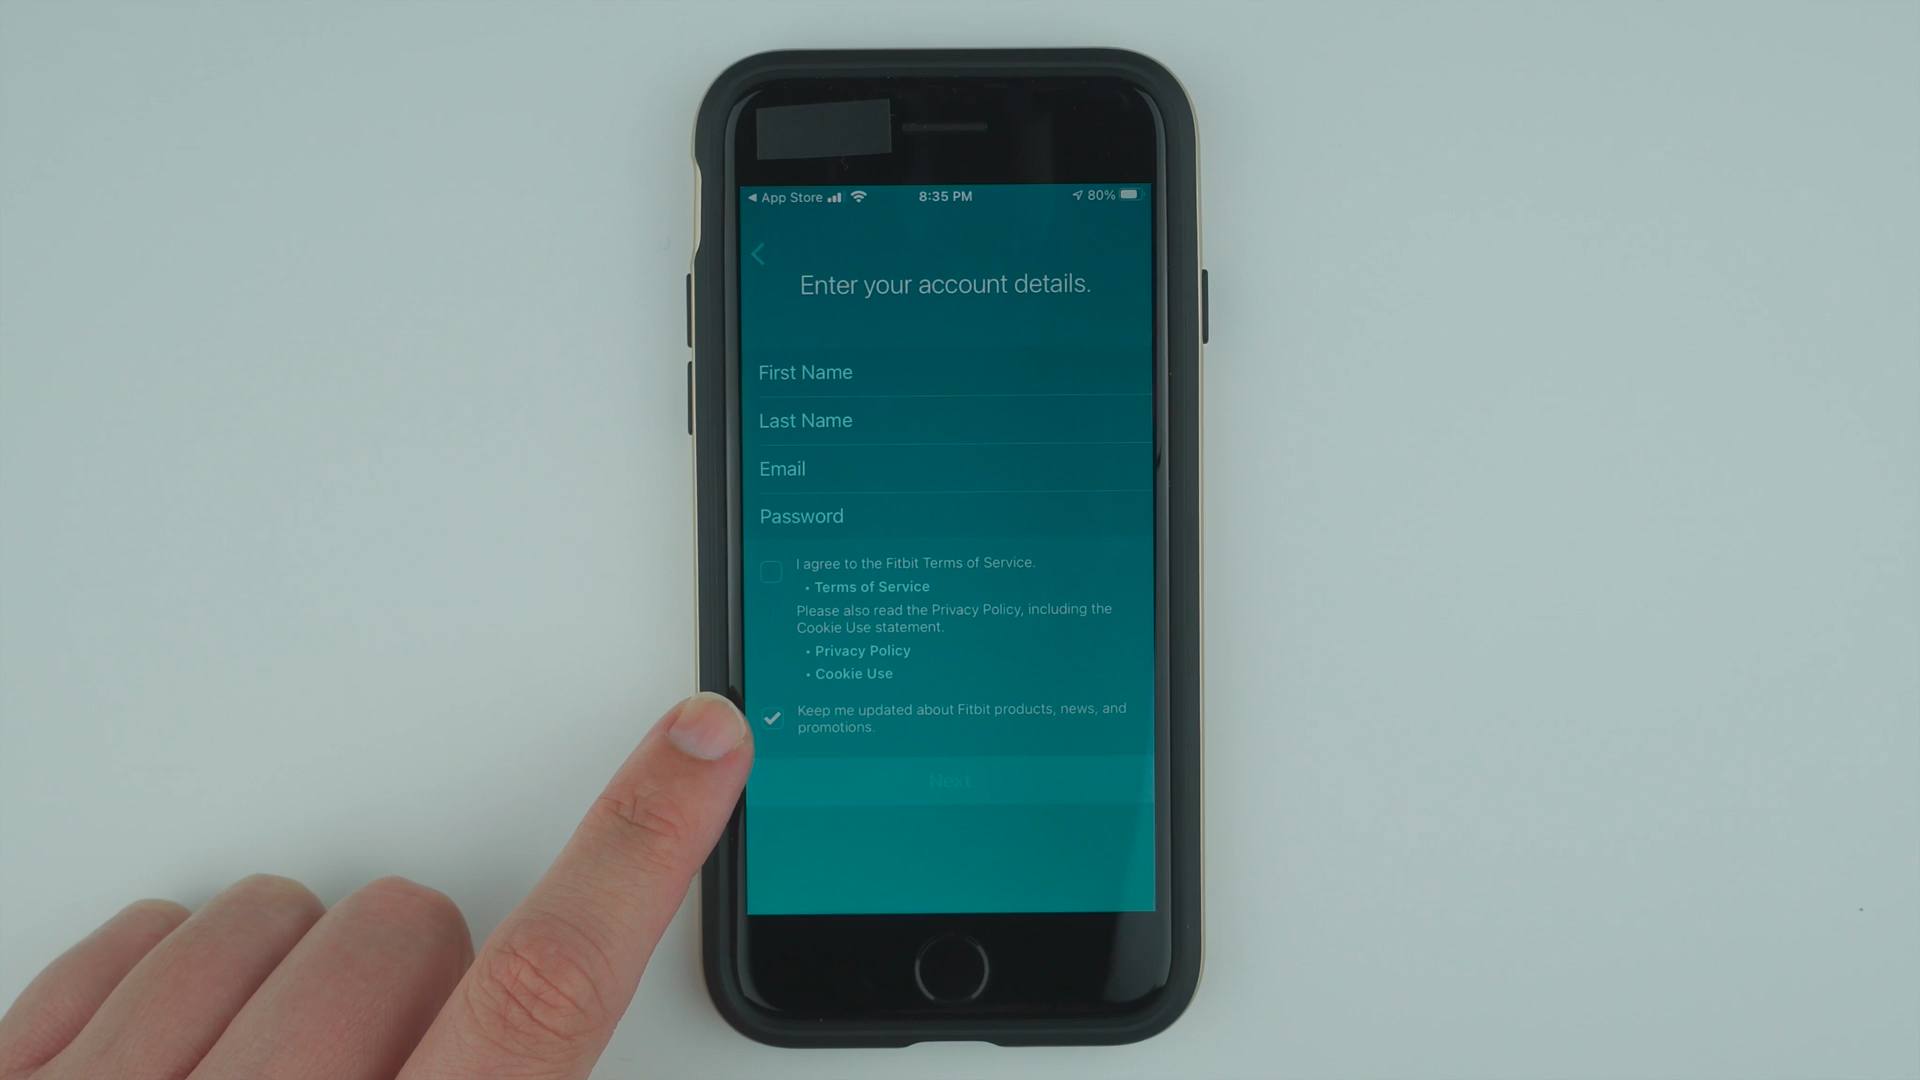 ◀ App Store 8:35 PM 80%
Enter your account details.
First Name
Last Name
Email
Password
I agree to the Fitbit Terms of Service.
• Terms of Service
Please also read the Privacy Policy, including the
Cookie Use statement.
• Privacy Policy
• Cookie Use
Keep me updated about Fitbit products, news, and
promotions.
Next